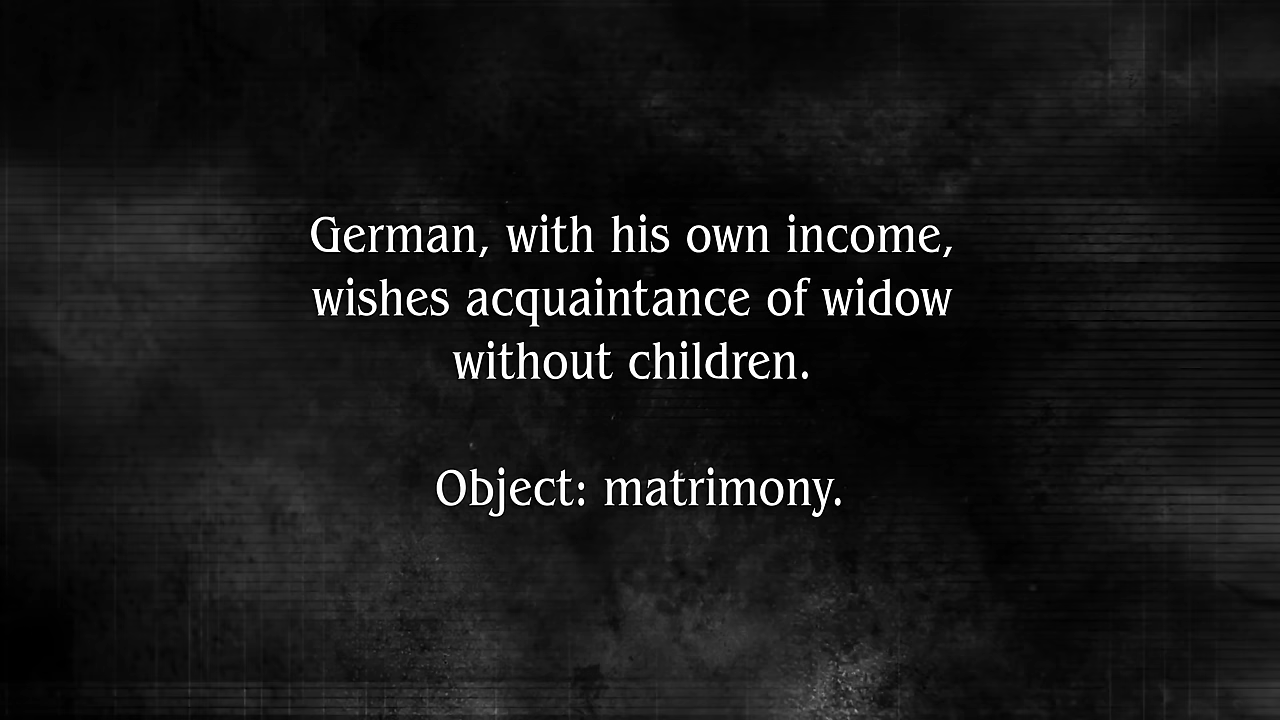 German, with his own income,
wishes acquaintance of widow
without children.
Object: matrimony.